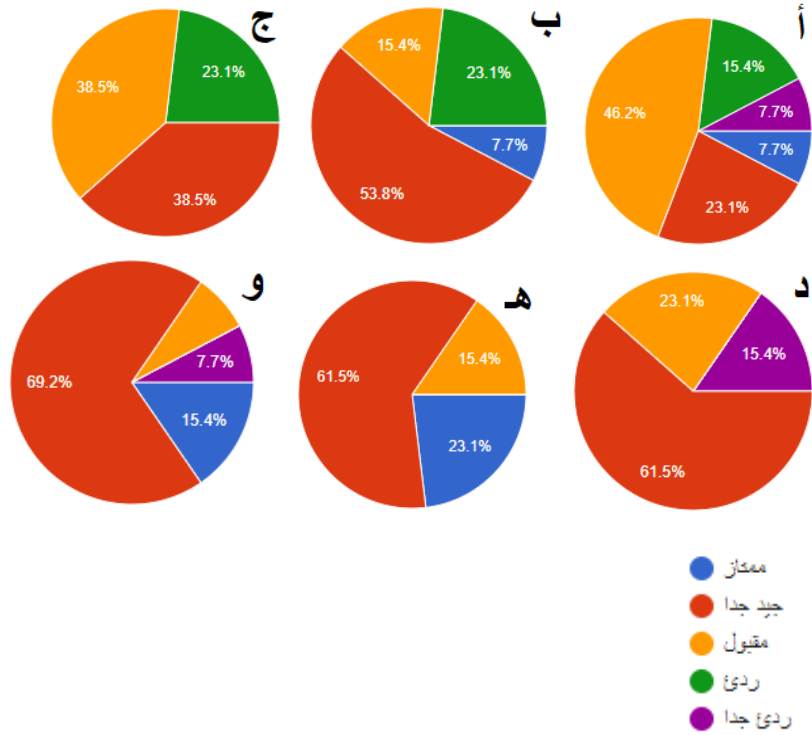 أ
15.4%
7.7%
7.7%
23.1%
46.2%
ب
15.4%
23.1%
7.7%
53.8%
ج
38.5%
23.1%
38.5%
د
23.1%
15.4%
61.5%
هـ
61.5%
15.4%
23.1%
و
69.2%
7.7%
15.4%
ممتاز
جيد جدا
مقبول
ردئ
ردئ جدا